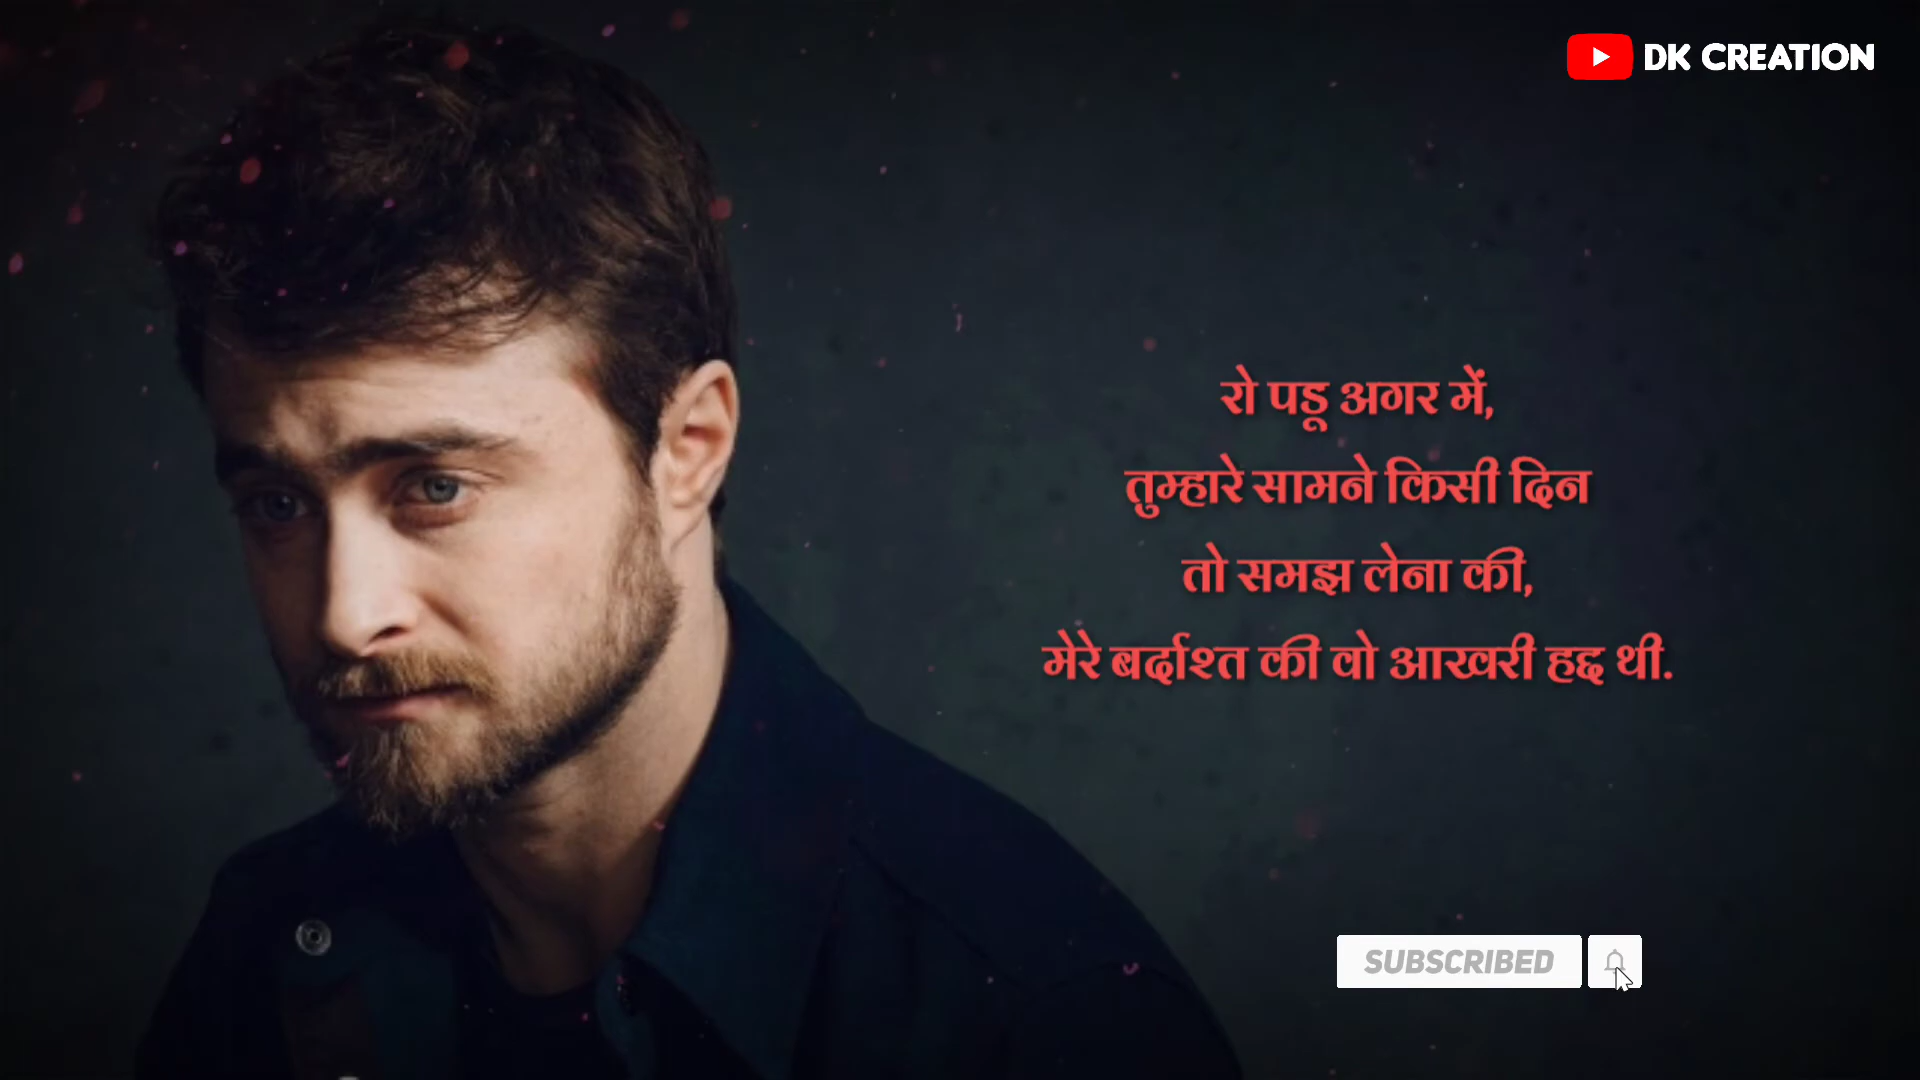 DK CREATION
रो पडू अगर में,
तुम्हारे सामने किसी दिन
तो समझ लेना की,
मेरे बर्दाश्त की वो आखरी हद्द थी.
SUBSCRIBED